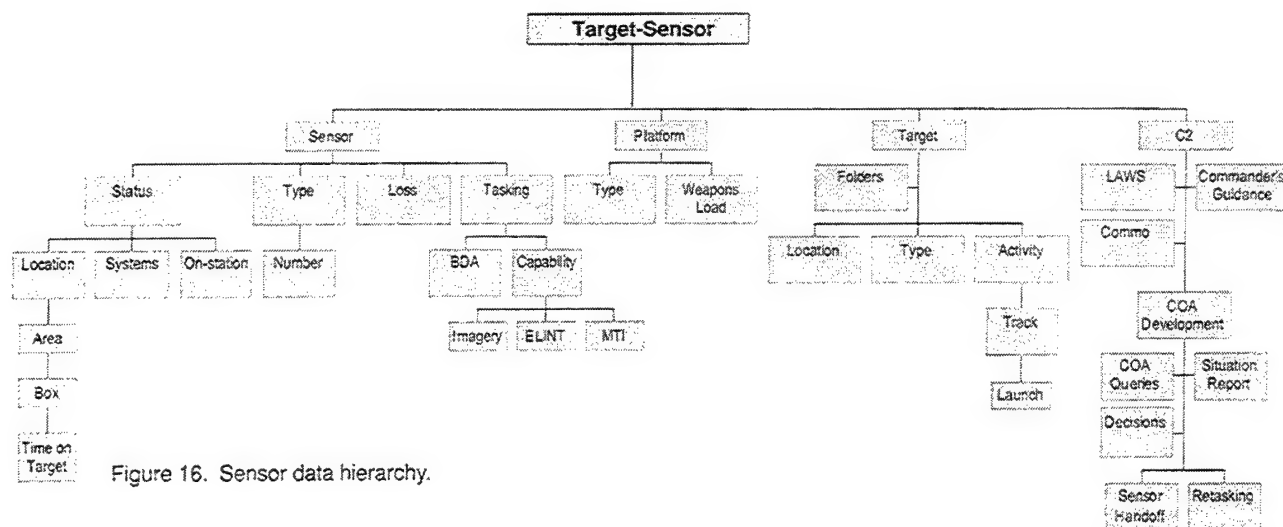 Target-Sensor
Sensor
Platform
Target
C2
Status
Type
Loss
Tasking
Type
Weapons
Load
Folders
LAWS
Commander's
Guidance
Location
Systems
On-station
Number
BDA
Capability
Location
Type
Activity
Commo
Area
Imagery
ELINT
MTI
Track
COA
Development
Box
Launch
COA
Queries
Situation
Report
Time on
Target
Decisions
Sensor
Handoff
Retasking
Figure 16. Sensor data hierarchy.